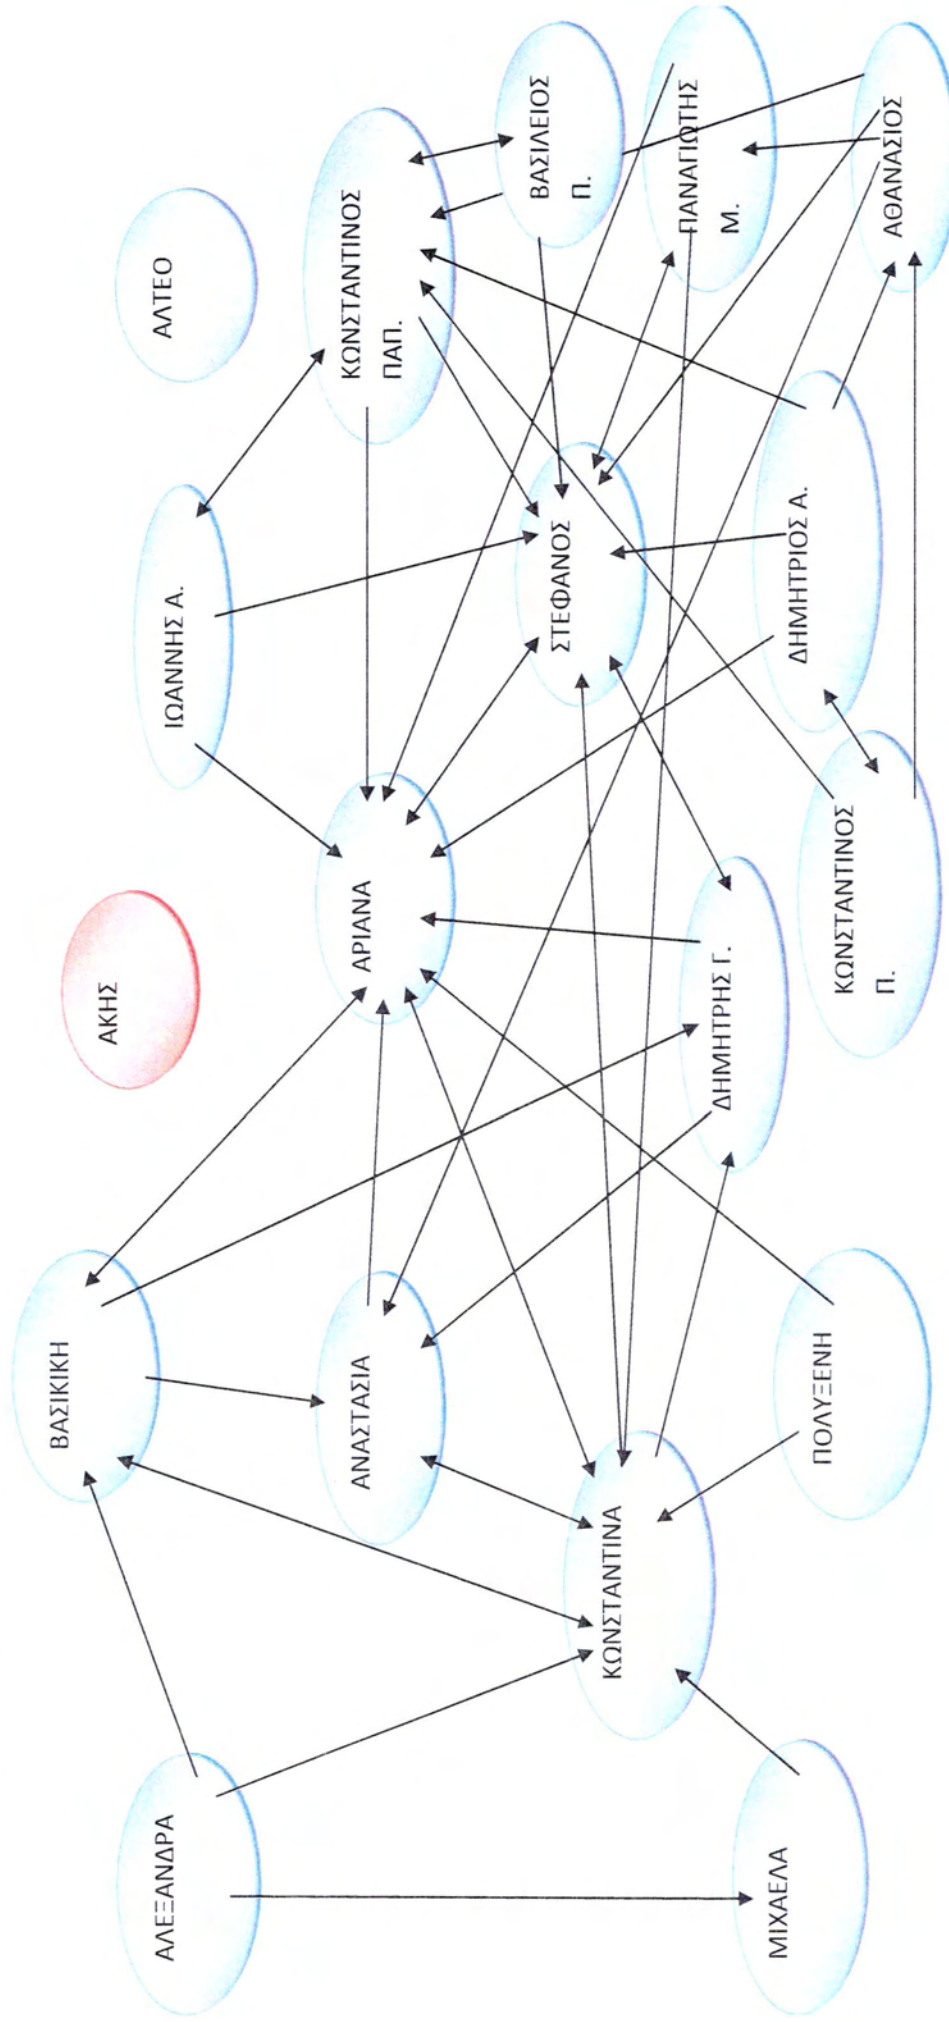 ΑΛΤΕΟ
ΑΚΗΣ
ΙΩΑΝΝΗΣ Α.
ΒΑΣΙΚΙΚΗ
ΑΛΕΞΑΝΔΡΑ
ΚΩΝΣΤΑΝΤΙΝΟΣ
ΠΑΠ.
ΑΡΙΑΝΑ
ΑΝΑΣΤΑΣΙΑ
ΒΑΣΙΛΕΙΟΣ
Π.
ΣΤΕΦΑΝΟΣ
ΚΩΝΣΤΑΝΤΙΝΑ
ΠΑΝΑΓΙΩΤΗΣ
Μ.
ΔΗΜΗΤΡΗΣ Γ.
ΜΙΧΑΕΛΑ
ΠΟΛΥΞΕΝΗ
ΚΩΝΣΤΑΝΤΙΝΟΣ
Π.
ΔΗΜΗΤΡΙΟΣ Α.
ΑΘΑΝΑΣΙΟΣ